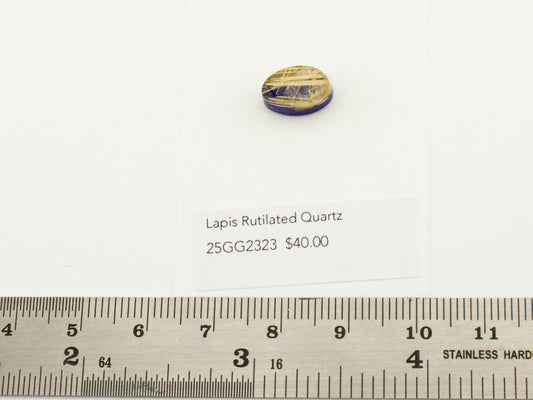 Lapis Rutilated Quartz
25GG2323 $40.00
4 5 6 7 8 9 10 11
2 64 3 16 4 STAINLESS HARD